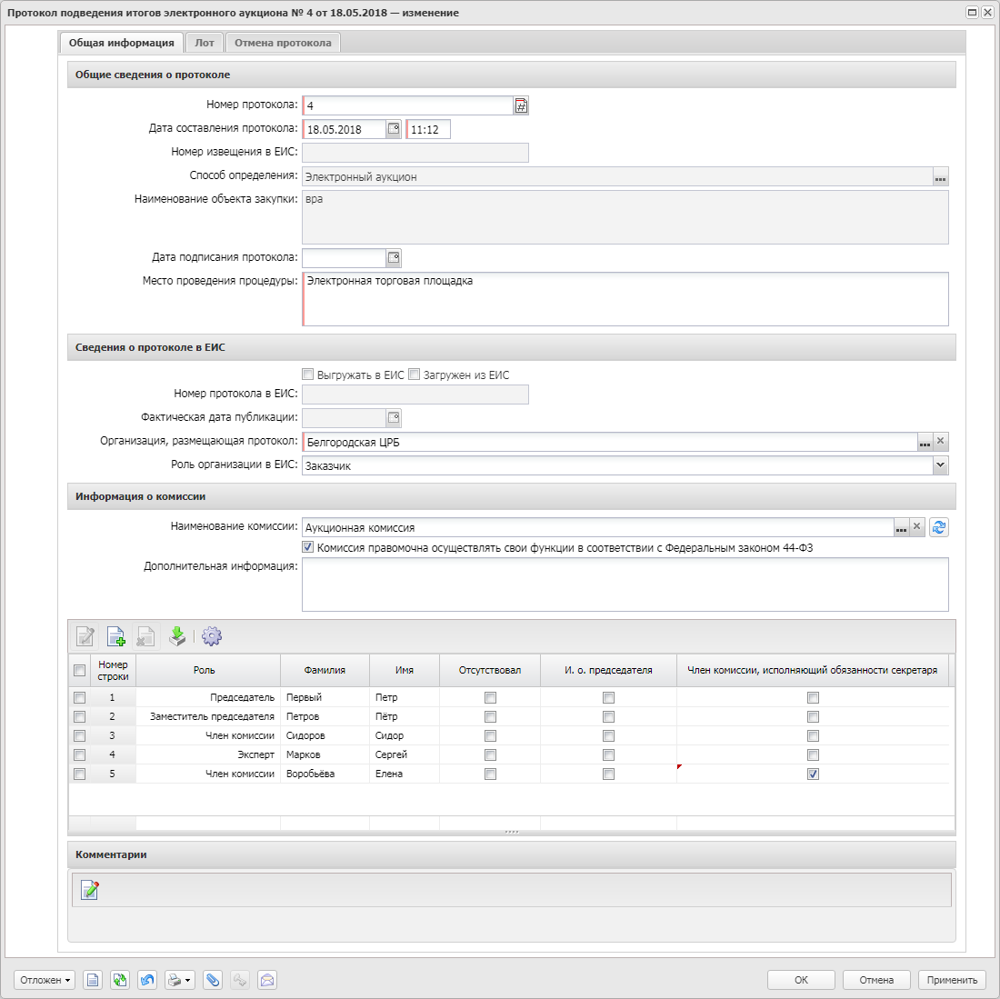 Протокол подведения итогов электронного аукциона № 4 от 18.05.2018 — изменение
Общая информация Лот Отмена протокола
Общие сведения о протоколе
Номер протокола: 4
Дата составления протокола: 18.05.2018 11:12
Номер извещения в ЕИС:
Способ определения: Электронный аукцион
Наименование объекта закупки: вра
Дата подписания протокола:
Место проведения процедуры: Электронная торговая площадка
Сведения о протоколе в ЕИС
Выгружать в ЕИС Загружен из ЕИС
Номер протокола в ЕИС:
Фактическая дата публикации:
Организация, размещающая протокол: Белгородская ЦРБ
Роль организации в ЕИС: Заказчик
Информация о комиссии
Наименование комиссии: Аукционная комиссия
Комиссия правомочна осуществлять свои функции в соответствии с Федеральным законом 44-ФЗ
Дополнительная информация:
Номер строки Роль Фамилия Имя Отсутствовал И. о. председателя Член комиссии, исполняющий обязанности секретаря
1 Председатель Первый Петр
2 Заместитель председателя Петров Пётр
3 Член комиссии Сидоров Сидор
4 Эксперт Марков Сергей
5 Член комиссии Воробьёва Елена
Комментарии
Отложен ОК Отмена Применить